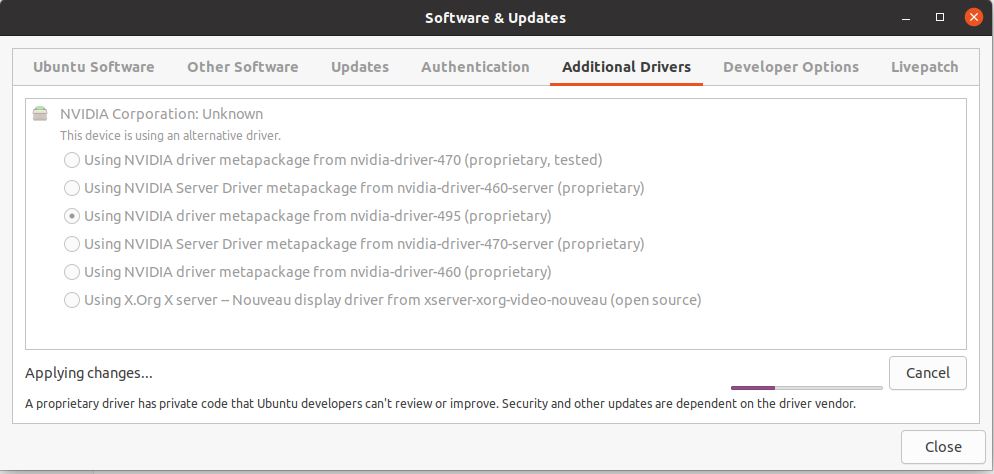 Software & Updates
Ubuntu Software Other Software Updates Authentication Additional Drivers Developer Options Livepatch
NVIDIA Corporation: Unknown
This device is using an alternative driver.
Using NVIDIA driver metapackage from nvidia-driver-470 (proprietary, tested)
Using NVIDIA Server Driver metapackage from nvidia-driver-460-server (proprietary)
Using NVIDIA driver metapackage from nvidia-driver-495 (proprietary)
Using NVIDIA Server Driver metapackage from nvidia-driver-470-server (proprietary)
Using NVIDIA driver metapackage from nvidia-driver-460 (proprietary)
Using X.Org X server -- Nouveau display driver from xserver-xorg-video-nouveau (open source)
Applying changes... Cancel
A proprietary driver has private code that Ubuntu developers can't review or improve. Security and other updates are dependent on the driver vendor.
Close